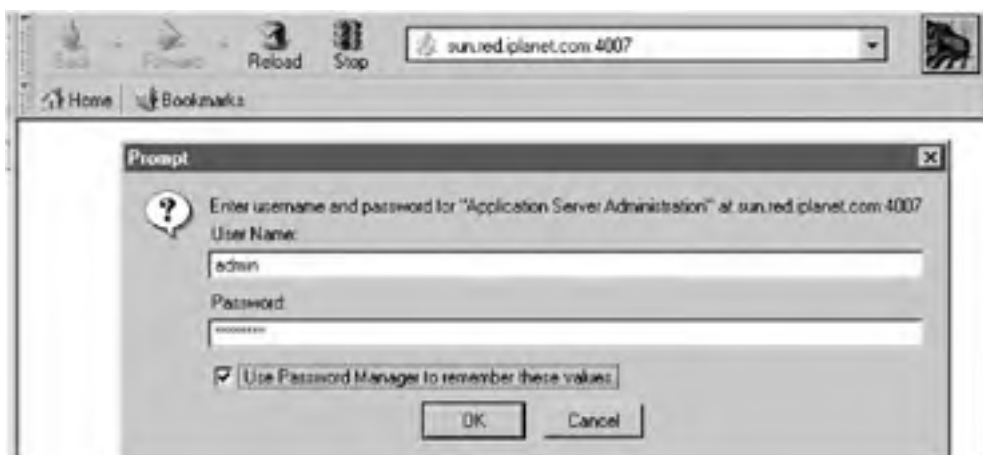 Back Forward Reload Stop sun.red.iplanet.com:4007
Home Bookmarks
Prompt
Enter username and password for "Application Server Administration" at sun.red.iplanet.com:4007
User Name:
admin
Password:
********
Use Password Manager to remember these values.
OK Cancel